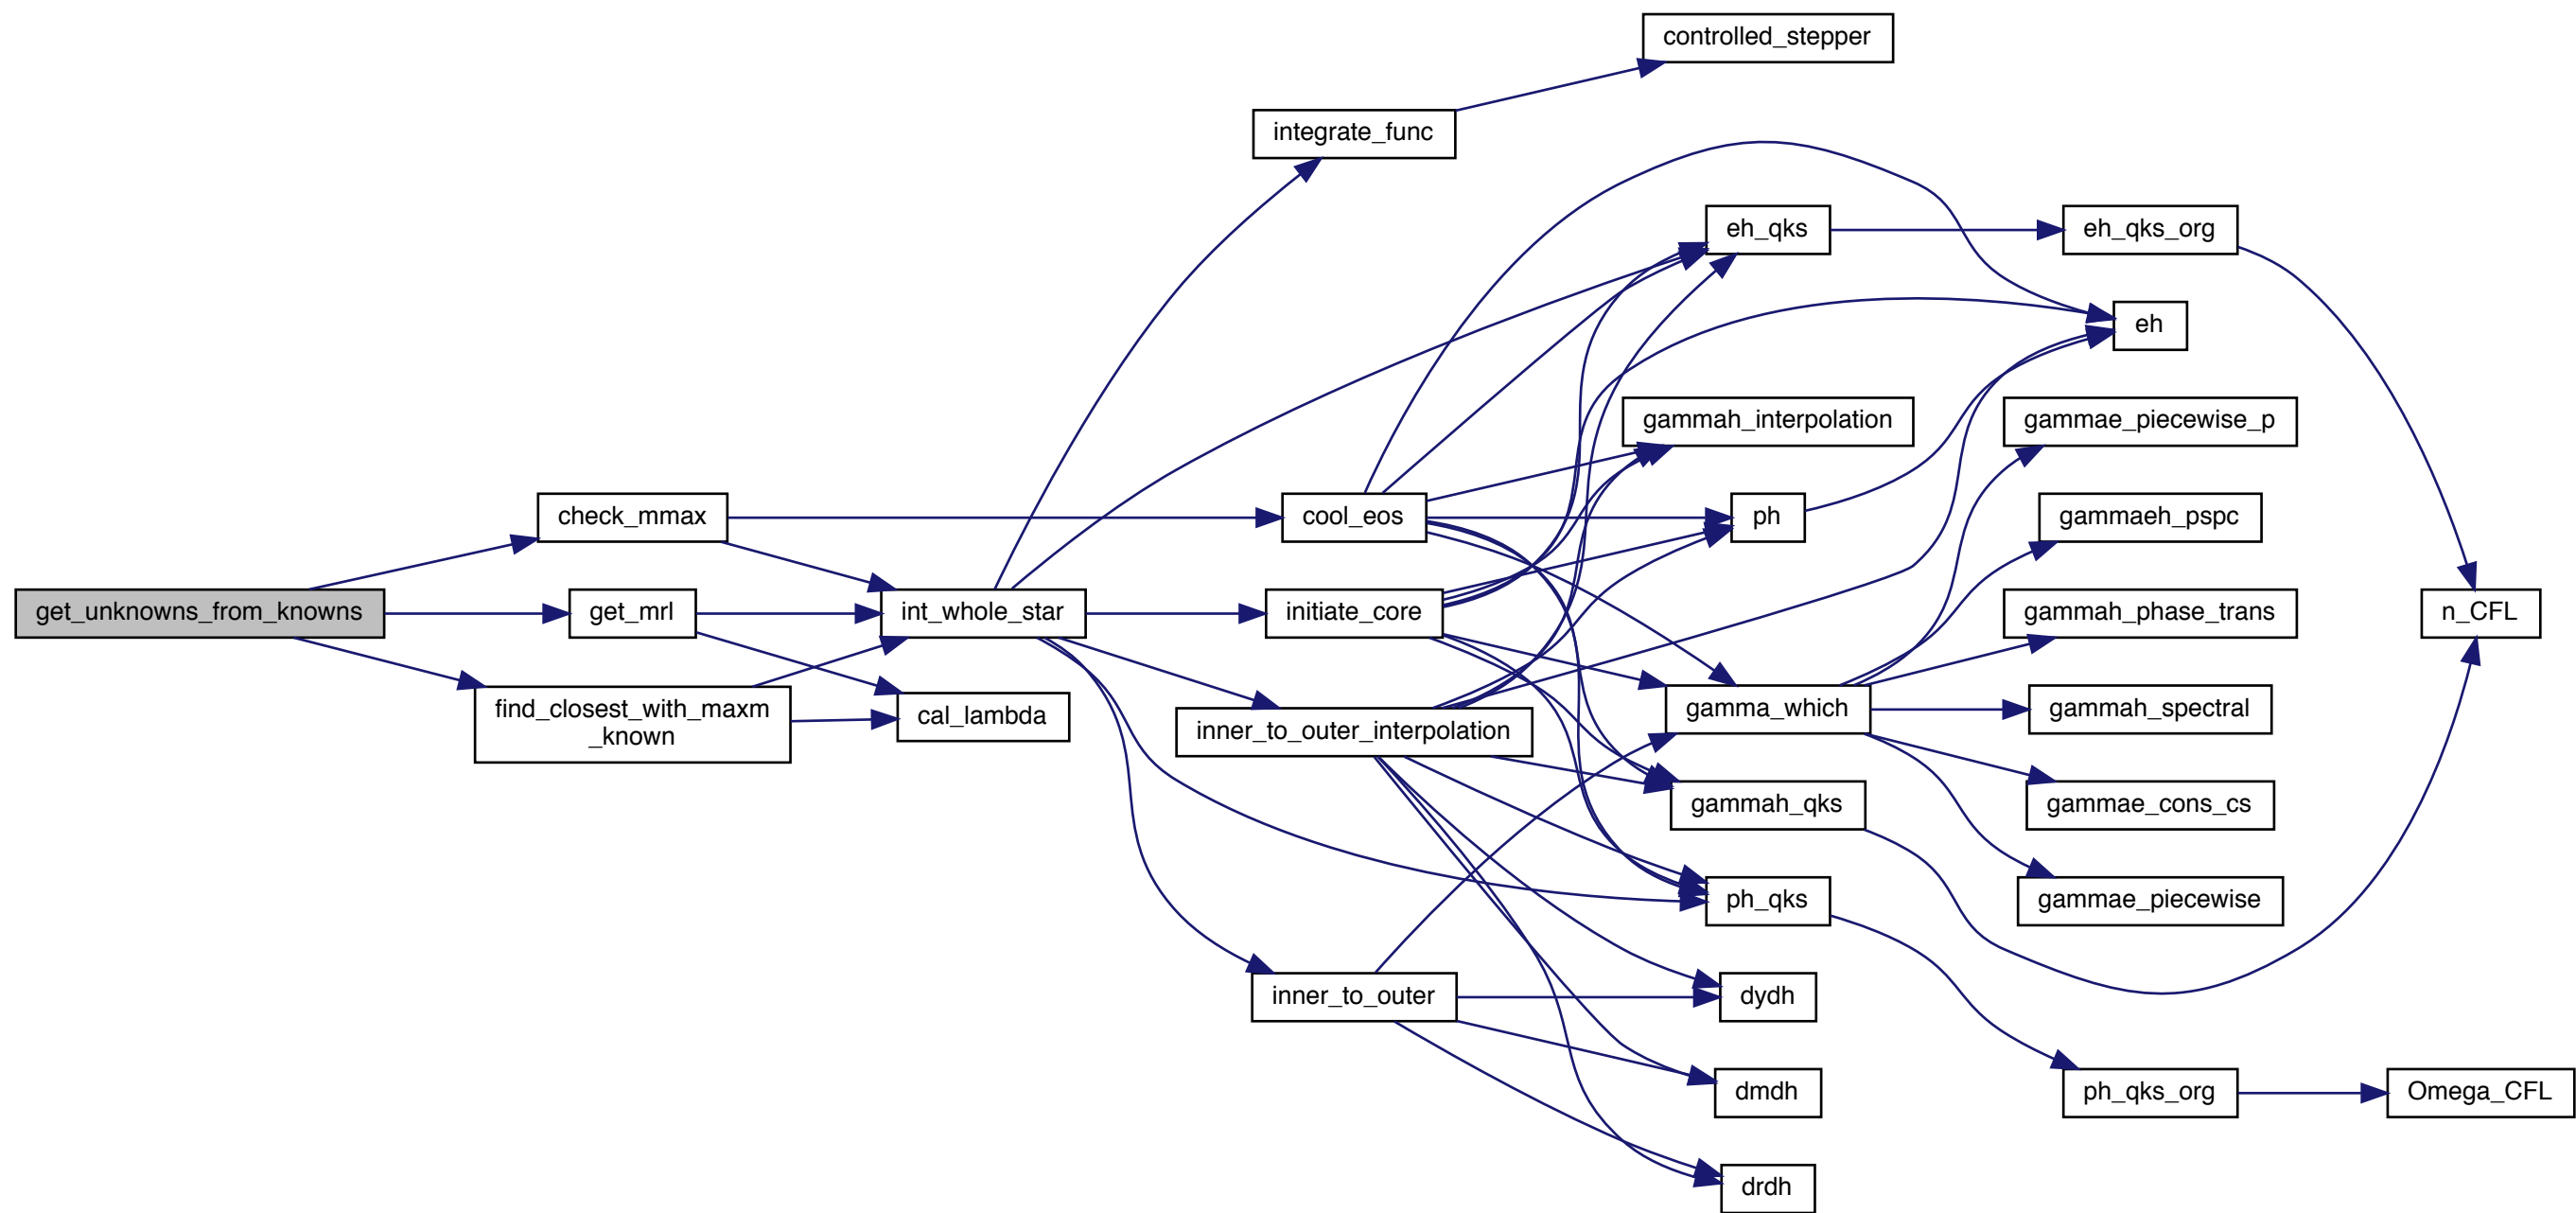 controlled_stepper
integrate_func
eh_qks
eh_qks_org
eh
gammah_interpolation
gammae_piecewise_p
check_mmax
cool_eos
ph
gammaeh_pspc
get_unknowns_from_knowns
get_mrl
int_whole_star
initiate_core
gammah_phase_trans
n_CFL
find_closest_with_maxm
_known
cal_lambda
inner_to_outer_interpolation
gamma_which
gammah_spectral
gammah_qks
gammae_cons_cs
ph_qks
gammae_piecewise
inner_to_outer
dydh
dmdh
ph_qks_org
Omega_CFL
drdh